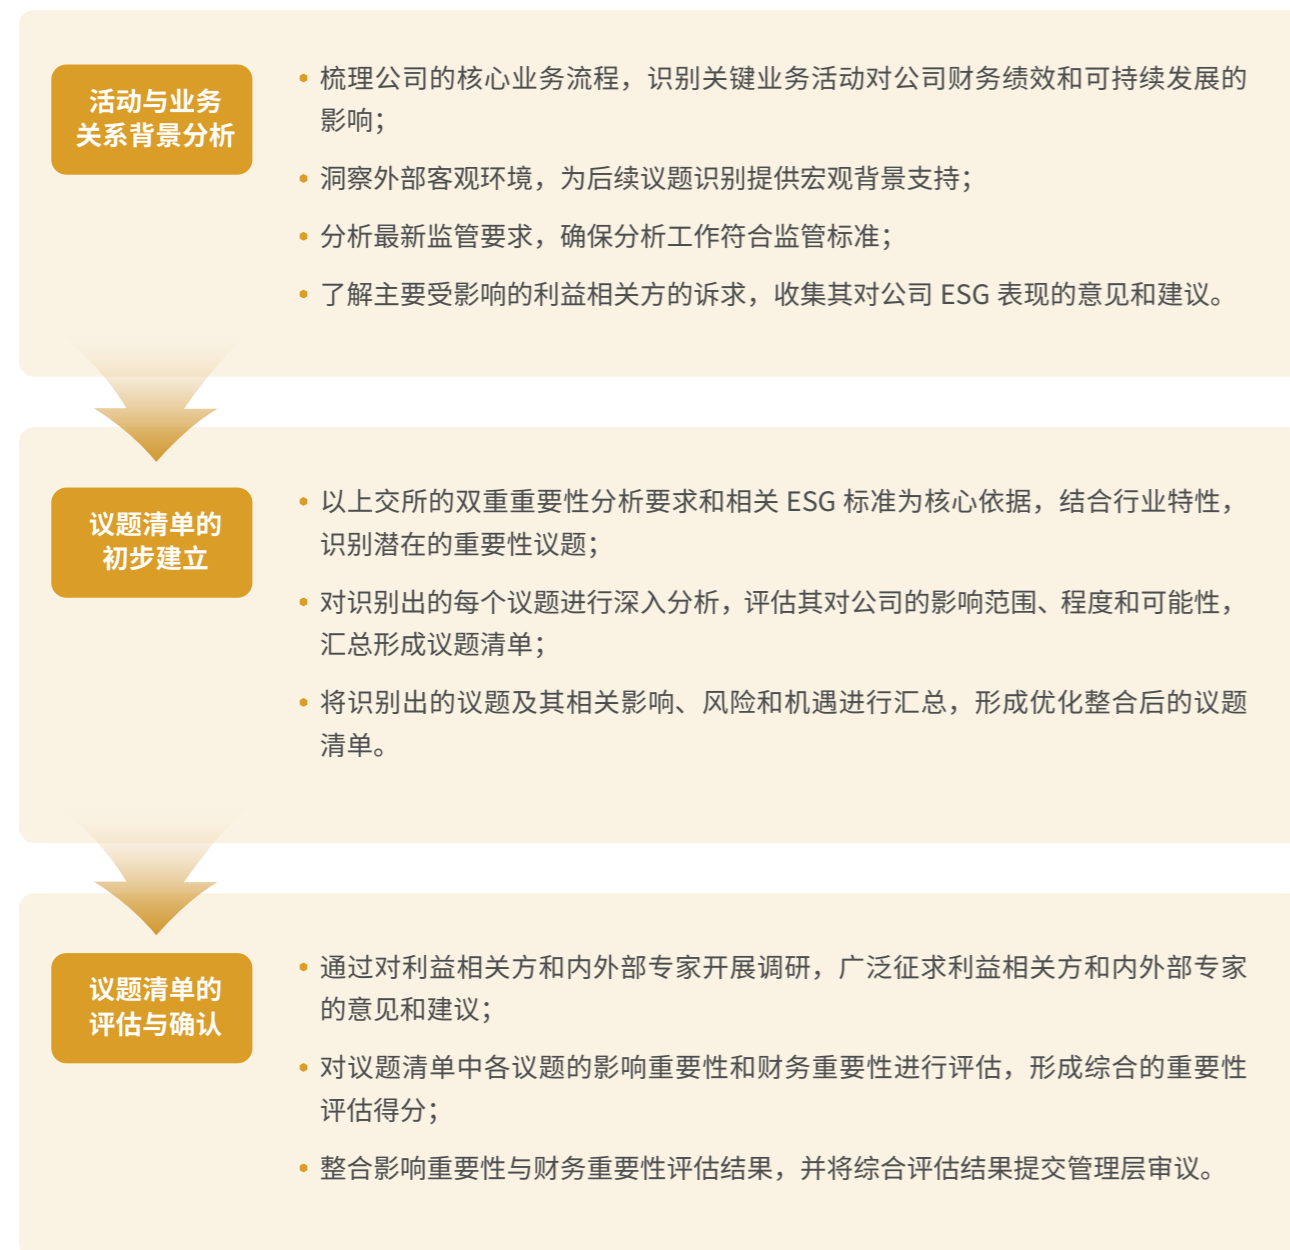 活动与业务
关系背景分析
• 梳理公司的核心业务流程，识别关键业务活动对公司财务绩效和可持续发展的
影响；
• 洞察外部客观环境，为后续议题识别提供宏观背景支持；
• 分析最新监管要求，确保分析工作符合监管标准；
• 了解主要受影响的利益相关方的诉求，收集其对公司 ESG 表现的意见和建议。
议题清单的
初步建立
• 以上交所的双重重要性分析要求和相关 ESG 标准为核心依据，结合行业特性，
识别潜在的重要性议题；
• 对识别出的每个议题进行深入分析，评估其对公司的影响范围、程度和可能性，
汇总形成议题清单；
• 将识别出的议题及其相关影响、风险和机遇进行汇总，形成优化整合后的议题
清单。
议题清单的
评估与确认
• 通过对利益相关方和内外部专家开展调研，广泛征求利益相关方和内外部专家
的意见和建议；
• 对议题清单中各议题的影响重要性和财务重要性进行评估，形成综合的重要性
评估得分；
• 整合影响重要性与财务重要性评估结果，并将综合评估结果提交管理层审议。